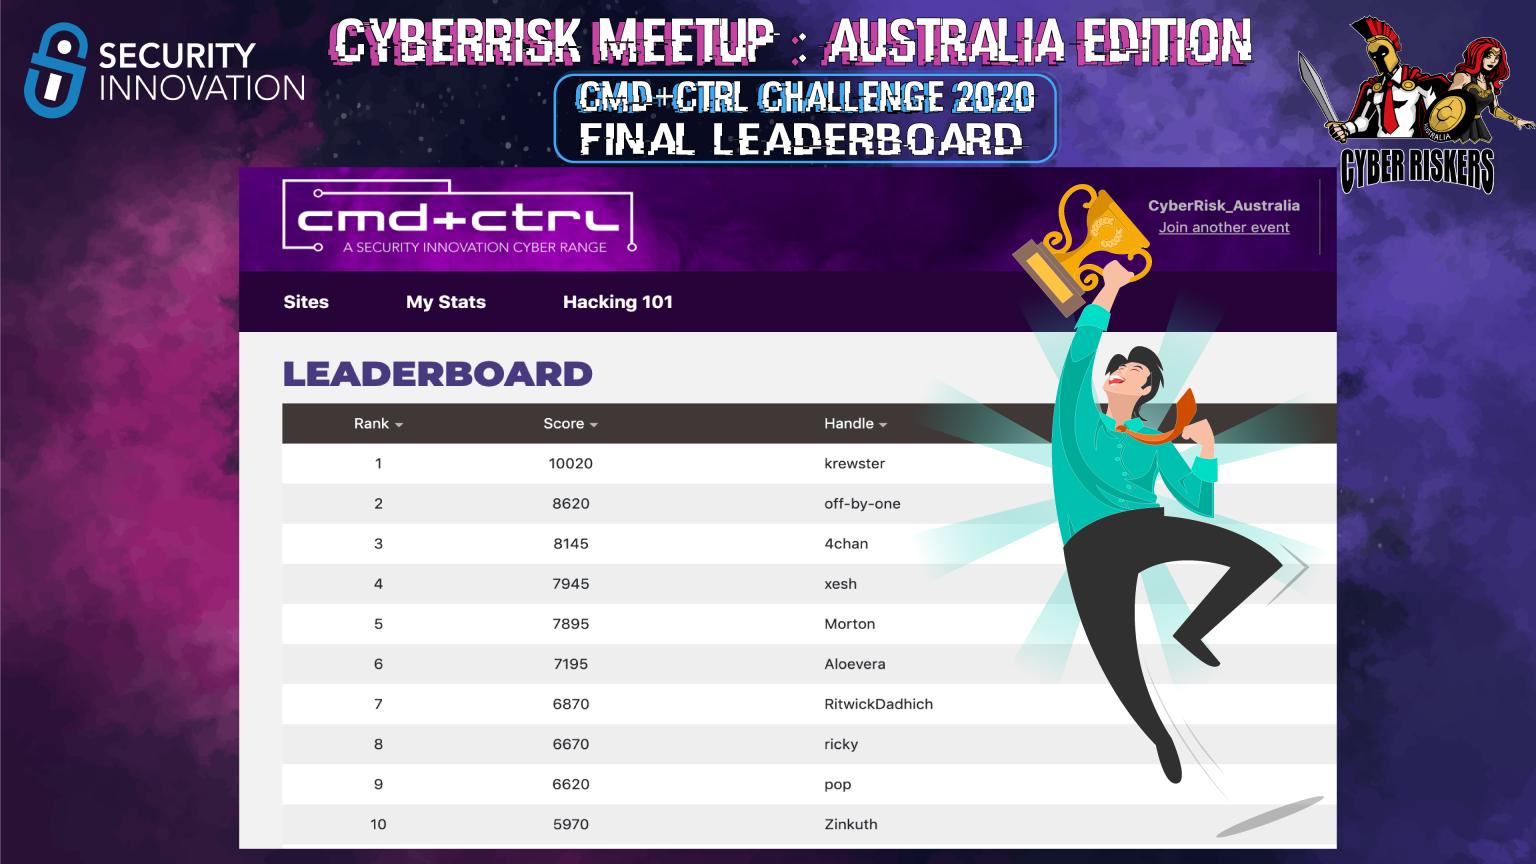 SECURITY
INNOVATION
CYBERRISK MEETUP : AUSTRALIA EDITION
CMD+CTRL CHALLENGE 2020
FINAL LEADERBOARD
AUSTRALIA
CYBER RISKERS
cmd+ctrl
A SECURITY INNOVATION CYBER RANGE
CyberRisk_Australia
Join another event
Sites My Stats Hacking 101
LEADERBOARD
Rank Score Handle
1 10020 krewster
2 8620 off-by-one
3 8145 4chan
4 7945 xesh
5 7895 Morton
6 7195 Aloevera
7 6870 RitwickDadhich
8 6670 ricky
9 6620 pop
10 5970 Zinkuth